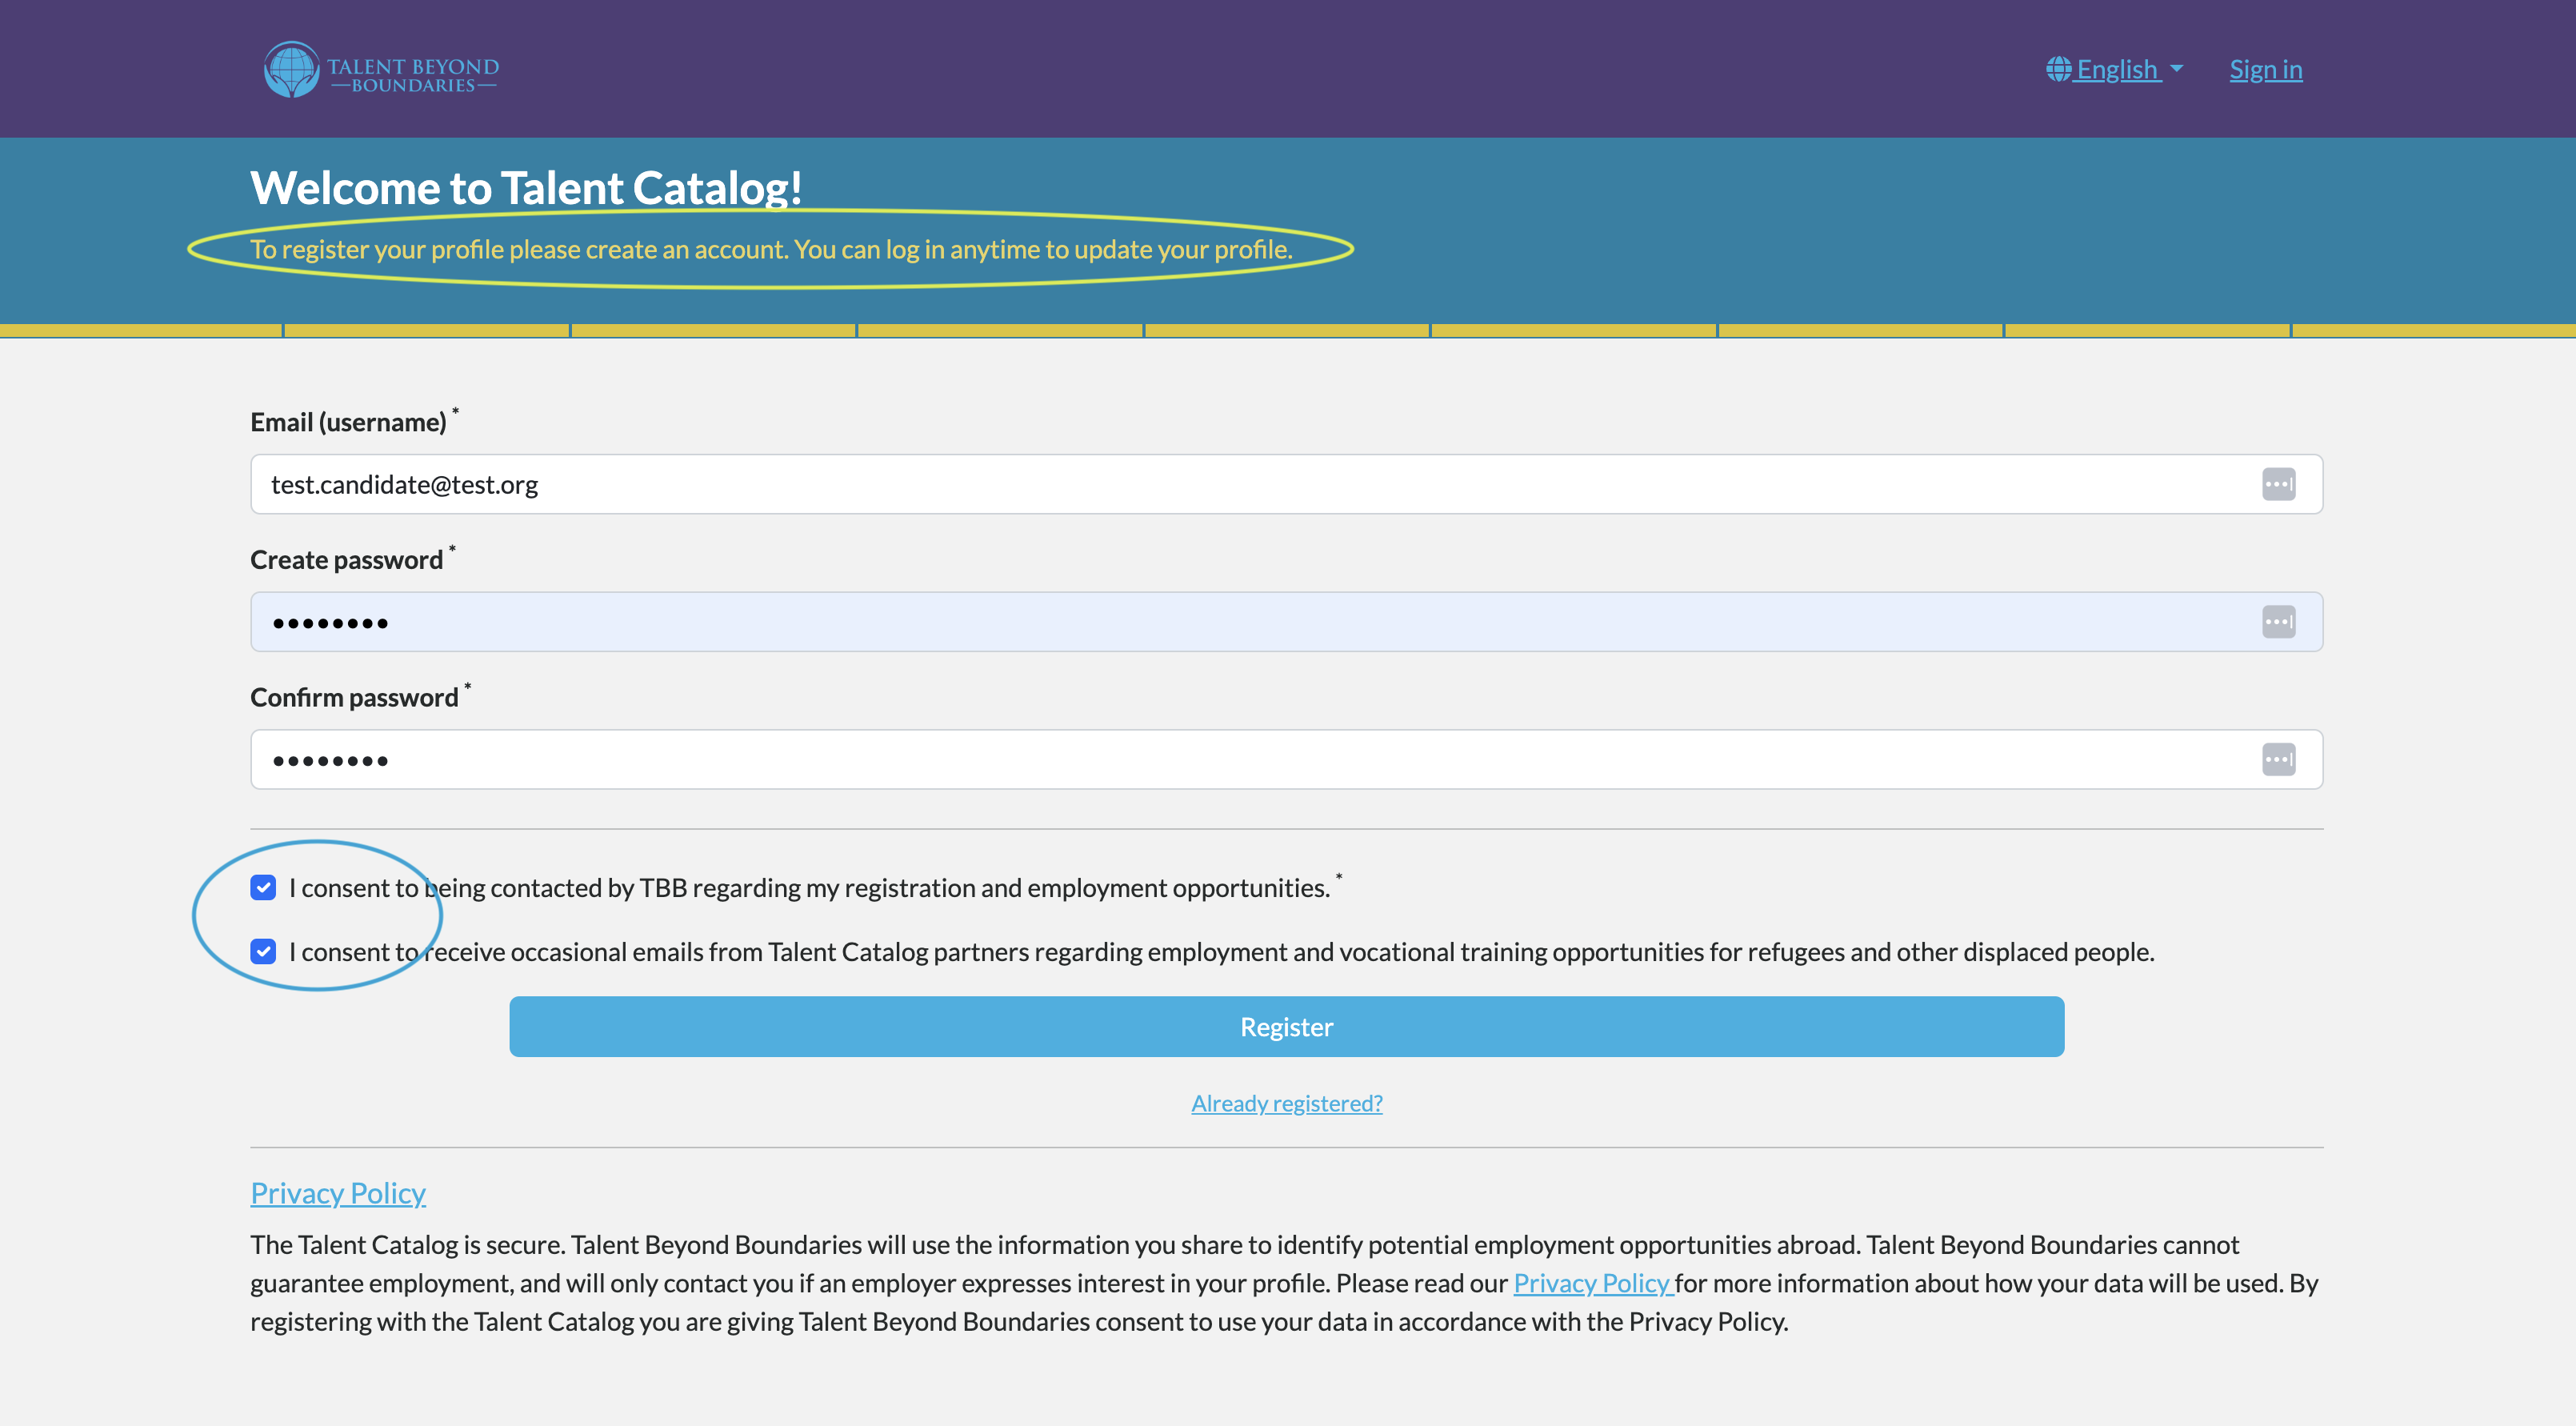 TALENT BEYOND
BOUNDARIES
English
Sign in
Welcome to Talent Catalog!
To register your profile please create an account. You can log in anytime to update your profile.
Email (username) *
test.candidate@test.org
Create password *
Confirm password *
I consent to being contacted by TBB regarding my registration and employment opportunities. *
I consent to receive occasional emails from Talent Catalog partners regarding employment and vocational training opportunities for refugees and other displaced people.
Register
Already registered?
Privacy Policy
The Talent Catalog is secure. Talent Beyond Boundaries will use the information you share to identify potential employment opportunities abroad. Talent Beyond Boundaries cannot
guarantee employment, and will only contact you if an employer expresses interest in your profile. Please read our Privacy Policy for more information about how your data will be used. By
registering with the Talent Catalog you are giving Talent Beyond Boundaries consent to use your data in accordance with the Privacy Policy.